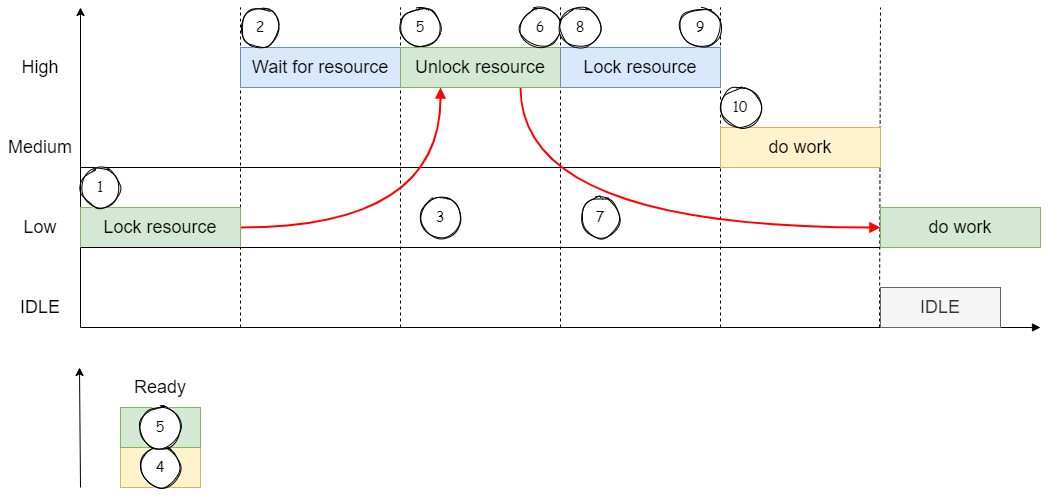 2
5
6
8
9
High
Wait for resource
Unlock resource
Lock resource
10
Medium
do work
1
Low
Lock resource
3
7
do work
IDLE
IDLE
Ready
5
4